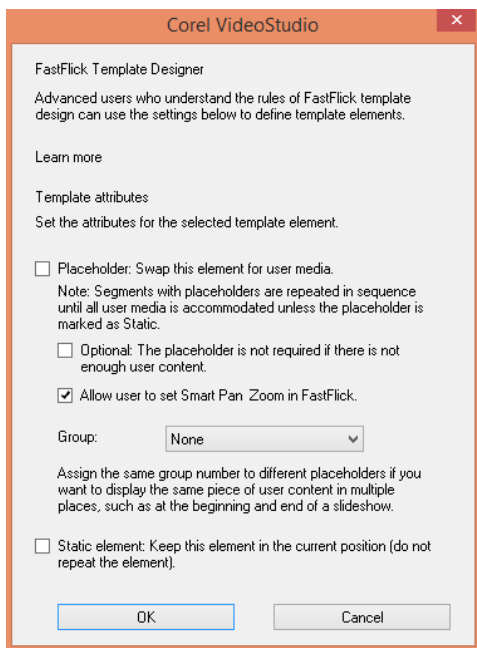 Corel VideoStudio
x
FastFlick Template Designer
Advanced users who understand the rules of FastFlick template
design can use the settings below to define template elements.
Learn more
Template attributes
Set the attributes for the selected template element.
Placeholder: Swap this element for user media.
Note: Segments with placeholders are repeated in sequence
until all user media is accommodated unless the placeholder is
marked as Static.
Optional: The placeholder is not required if there is not
enough user content.
Allow user to set Smart Pan Zoom in FastFlick.
Group:
None
Assign the same group number to different placeholders if you
want to display the same piece of user content in multiple
places, such as at the beginning and end of a slideshow.
Static element: Keep this element in the current position (do not
repeat the element).
OK
Cancel